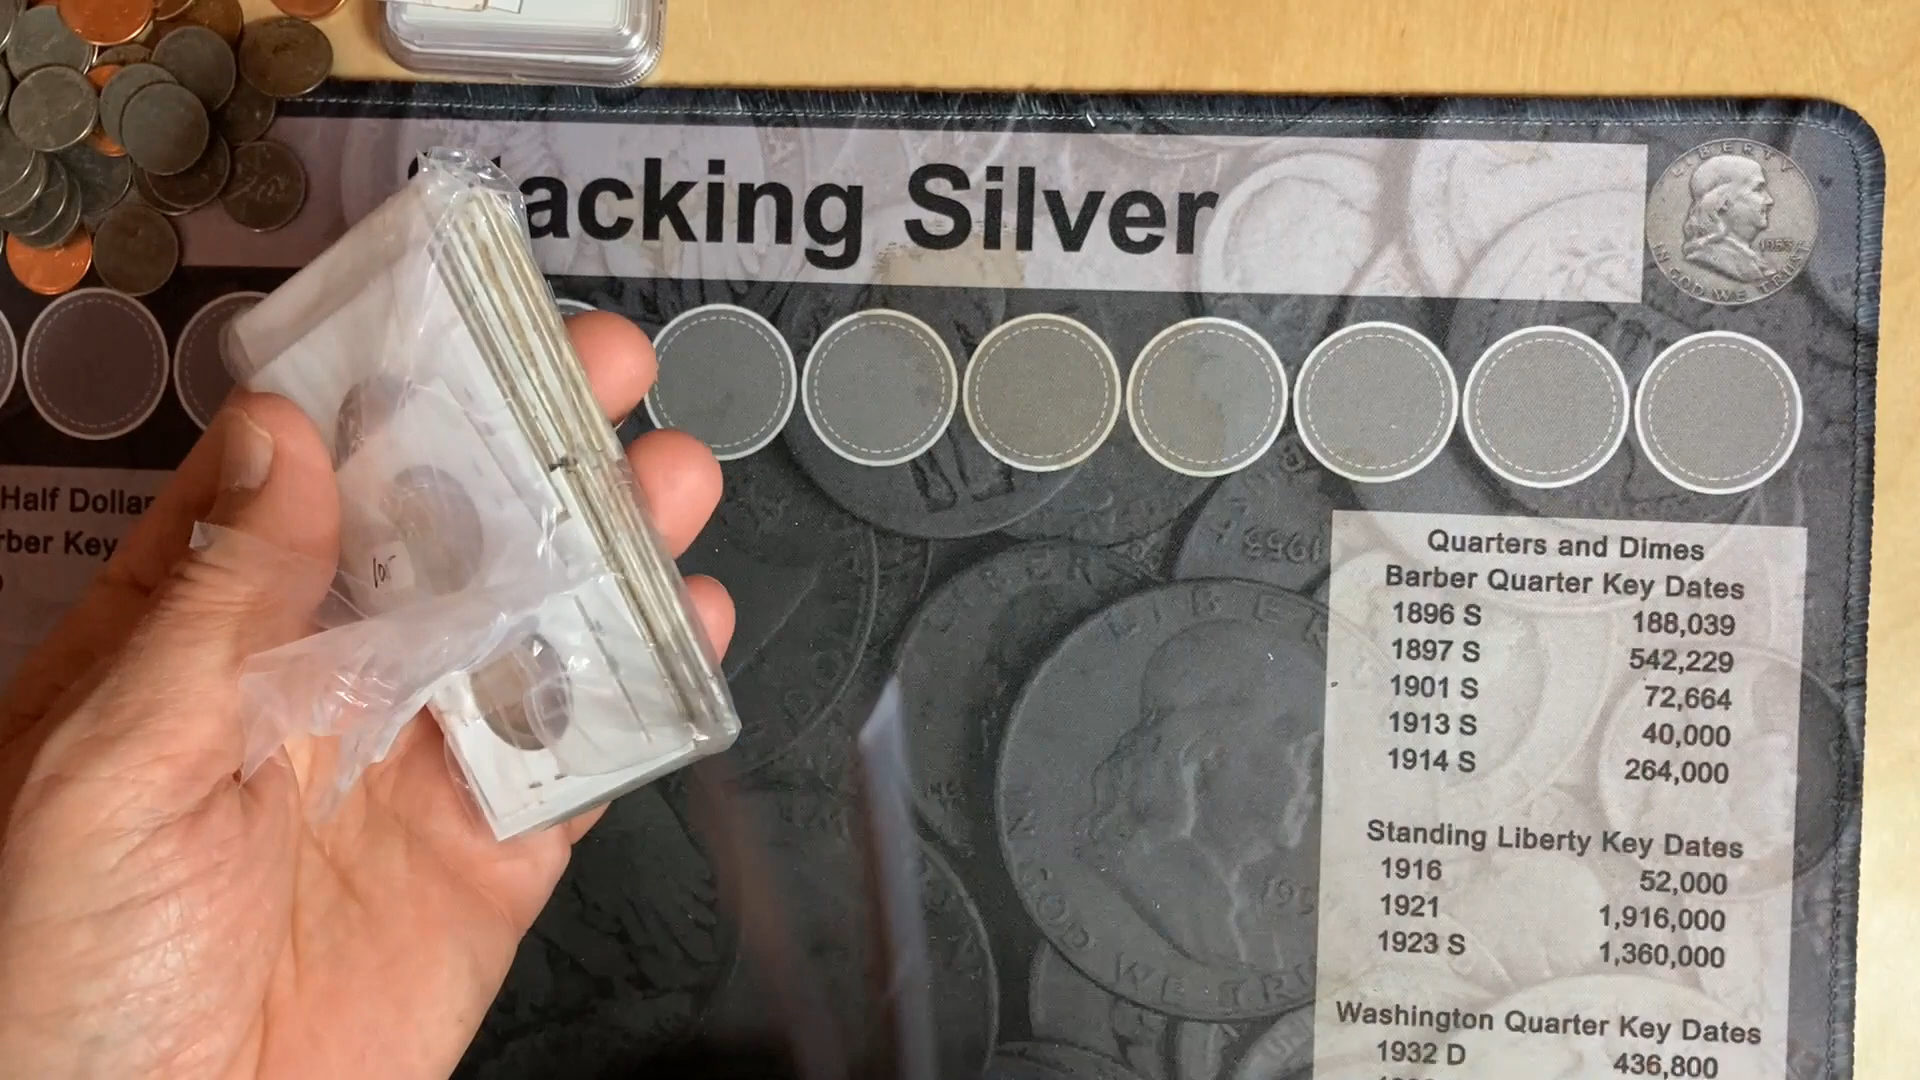 acking Silver
LIBERTY
1953
IN GOD WE TRUST
Half Dollar
rber Key
Quarters and Dimes
Barber Quarter Key Dates
1896 S 188,039
1897 S 542,229
1901 S 72,664
1913 S 40,000
1914 S 264,000
Standing Liberty Key Dates
1916 52,000
1921 1,916,000
1923 S 1,360,000
Washington Quarter Key Dates
1932 D 436,800